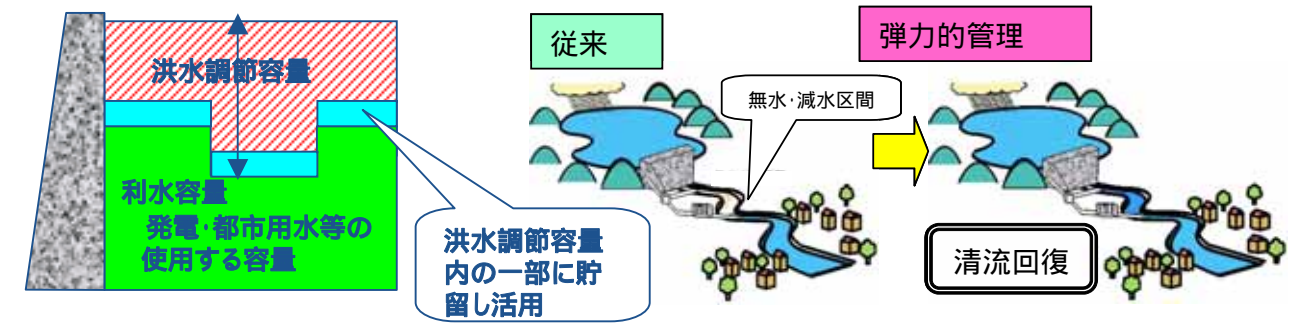 洪水調節容量
利水容量
発電・都市用水等の
使用する容量
洪水調節容量
内の一部に貯
留し活用
従来
無水・減水区間
弾力的管理
清流回復